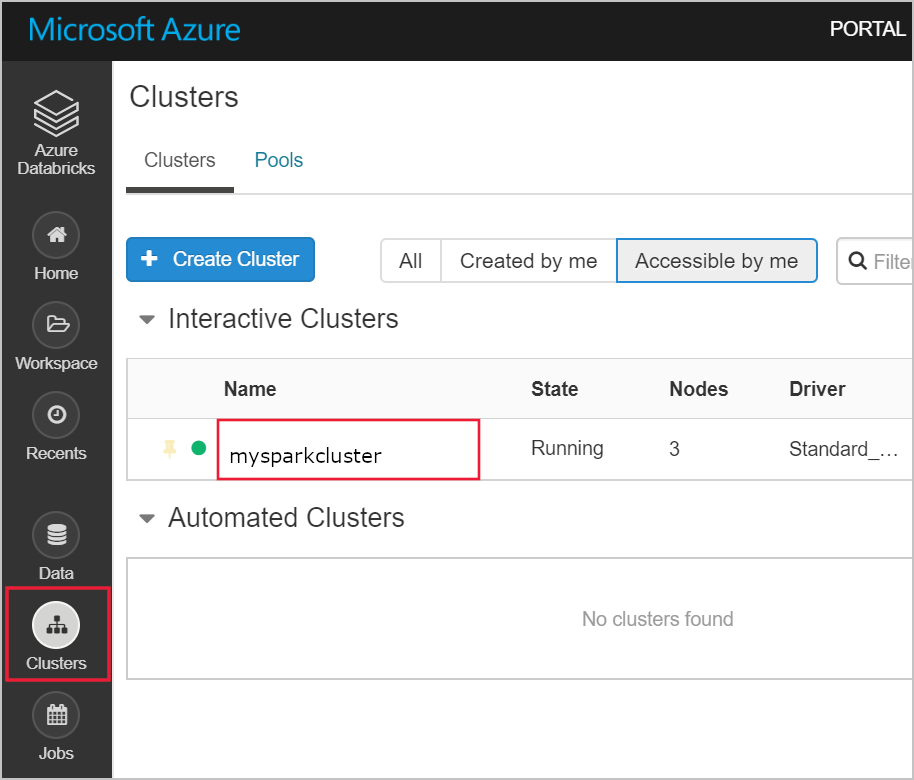 Microsoft Azure
PORTAL
Azure
Databricks
Home
Workspace
Recents
Data
Clusters
Jobs
Clusters
Clusters Pools
Create Cluster All Created by me Accessible by me Filte
Interactive Clusters
Name State Nodes Driver
mysparkcluster Running 3 Standard_...
Automated Clusters
No clusters found